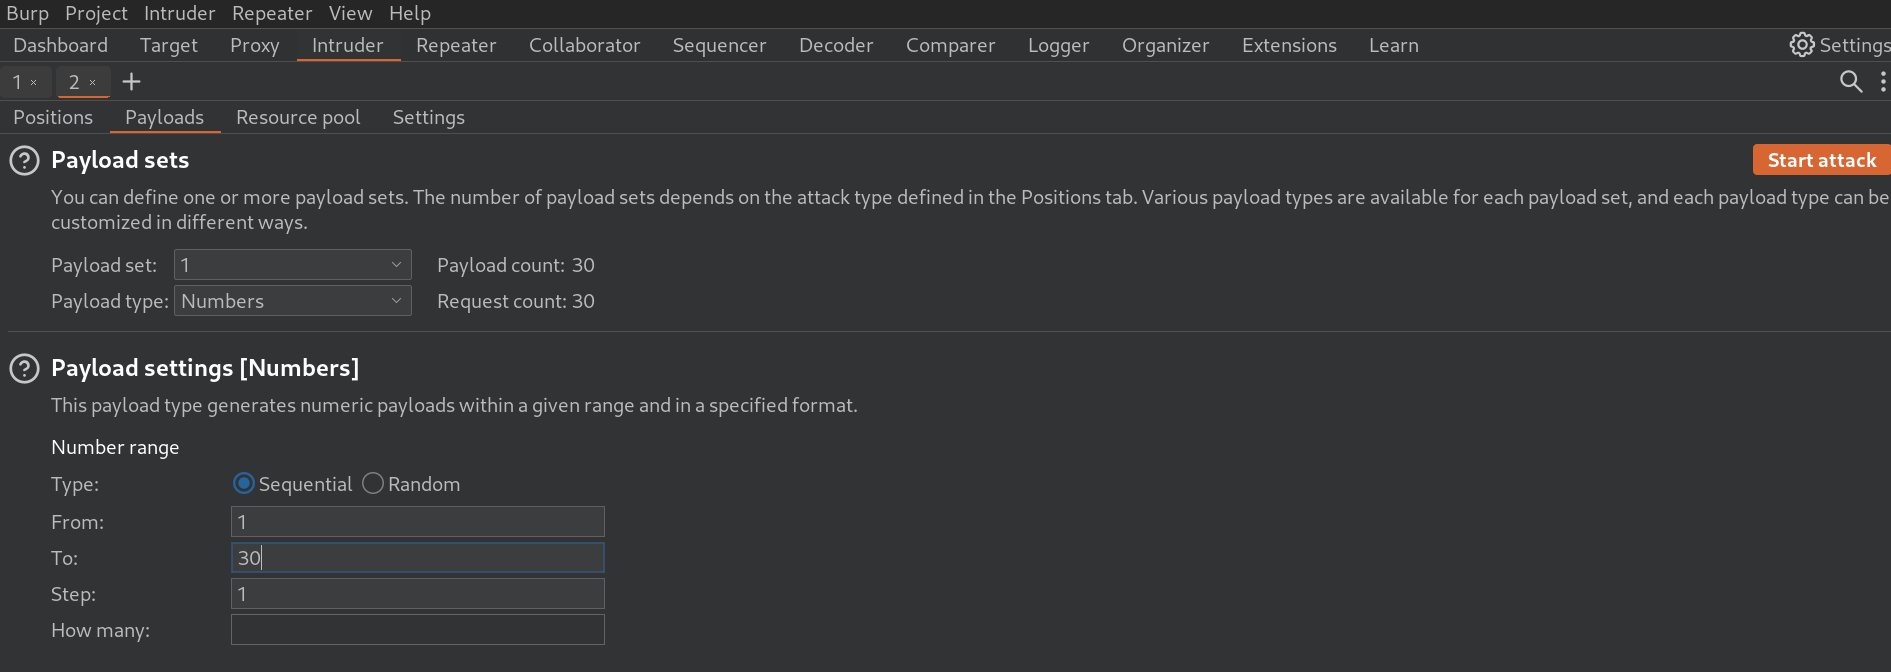 Burp Project Intruder Repeater View Help
Dashboard Target Proxy Intruder Repeater Collaborator Sequencer Decoder Comparer Logger Organizer Extensions Learn Settings
1 × 2 × +
Positions Payloads Resource pool Settings
? Payload sets Start attack
You can define one or more payload sets. The number of payload sets depends on the attack type defined in the Positions tab. Various payload types are available for each payload set, and each payload type can be
customized in different ways.
Payload set: 1 Payload count: 30
Payload type: Numbers Request count: 30
? Payload settings [Numbers]
This payload type generates numeric payloads within a given range and in a specified format.
Number range
Type: Sequential Random
From: 1
To: 30
Step: 1
How many: